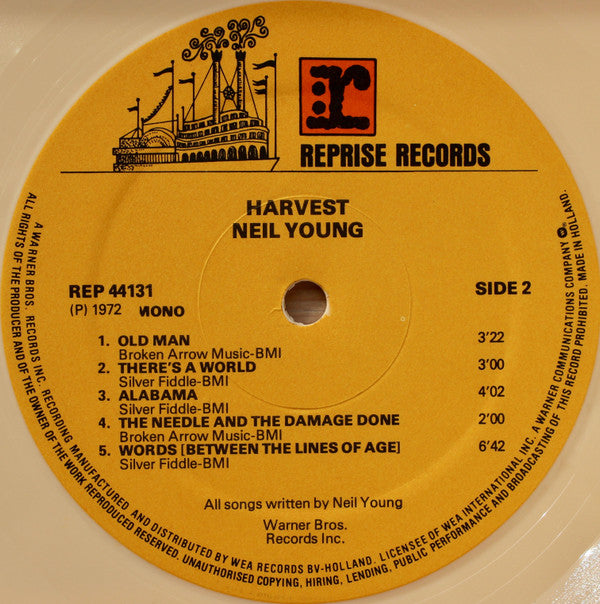 r
REPRISE RECORDS
HARVEST
NEIL YOUNG
REP 44131
SIDE 2
(P) 1972 MONO
1. OLD MAN 3'22
Broken Arrow Music-BMI
2. THERE'S A WORLD 3'00
Silver Fiddle-BMI
3. ALABAMA 4'02
Silver Fiddle-BMI
4. THE NEEDLE AND THE DAMAGE DONE 2'00
Broken Arrow Music-BMI
5. WORDS [BETWEEN THE LINES OF AGE] 6'42
Silver Fiddle-BMI
All songs written by Neil Young
Warner Bros.
Records Inc.
A WARNER BROS RECORDS INC. RECORDING MANUFACTURED AND DISTRIBUTED BY WEA RECORDS BV-HOLLAND. LICENSEE OF WEA INTERNATIONAL INC. A WARNER COMMUNICATIONS COMPANY
ALL RIGHTS OF THE PRODUCER AND OF THE OWNER OF THE WORK REPRODUCED RESERVED. UNAUTHORISED COPYING, HIRING, LENDING, PUBLIC PERFORMANCE AND BROADCASTING OF THIS RECORD PROHIBITED. MADE IN HOLLAND.